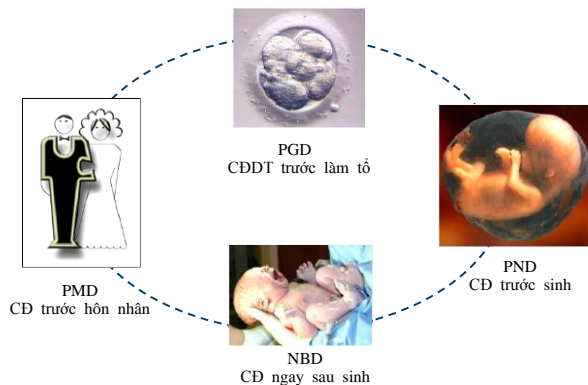 PGD
CĐDT trước làm tổ
PND
CĐ trước sinh
PMD
CĐ trước hôn nhân
NBD
CĐ ngay sau sinh